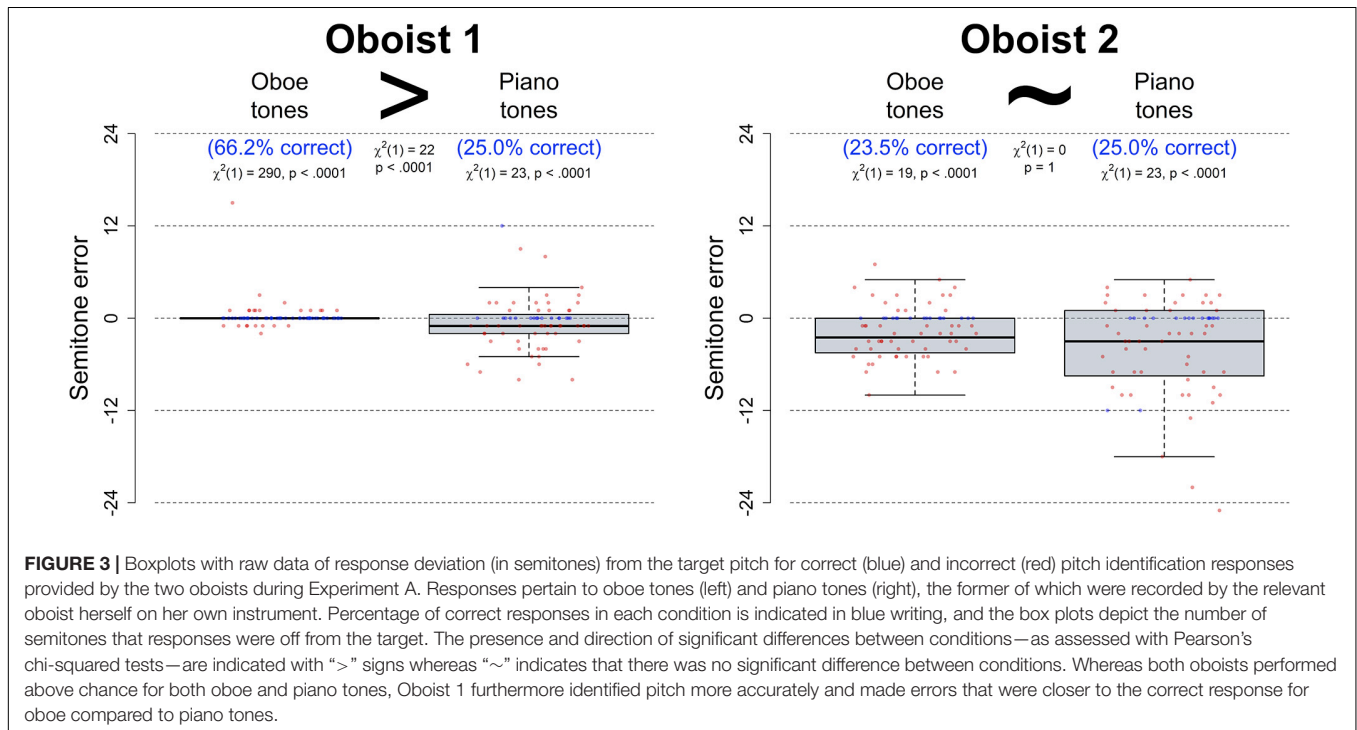 Oboist 1
Oboe
tones
>
Piano
tones
(66.2% correct)
χ²(1) = 290, p < .0001
χ²(1) = 22
p < .0001
(25.0% correct)
χ²(1) = 23, p < .0001
Semitone error
24
12
0
-12
-24
Oboist 2
Oboe
tones
~
Piano
tones
(23.5% correct)
χ²(1) = 19, p < .0001
χ²(1) = 0
p = 1
(25.0% correct)
χ²(1) = 23, p < .0001
Semitone error
24
12
0
-12
-24
FIGURE 3 | Boxplots with raw data of response deviation (in semitones) from the target pitch for correct (blue) and incorrect (red) pitch identification responses
provided by the two oboists during Experiment A. Responses pertain to oboe tones (left) and piano tones (right), the former of which were recorded by the relevant
oboist herself on her own instrument. Percentage of correct responses in each condition is indicated in blue writing, and the box plots depict the number of
semitones that responses were off from the target. The presence and direction of significant differences between conditions—as assessed with Pearson's
chi-squared tests—are indicated with “>” signs whereas “∼” indicates that there was no significant difference between conditions. Whereas both oboists performed
above chance for both oboe and piano tones, Oboist 1 furthermore identified pitch more accurately and made errors that were closer to the correct response for
oboe compared to piano tones.